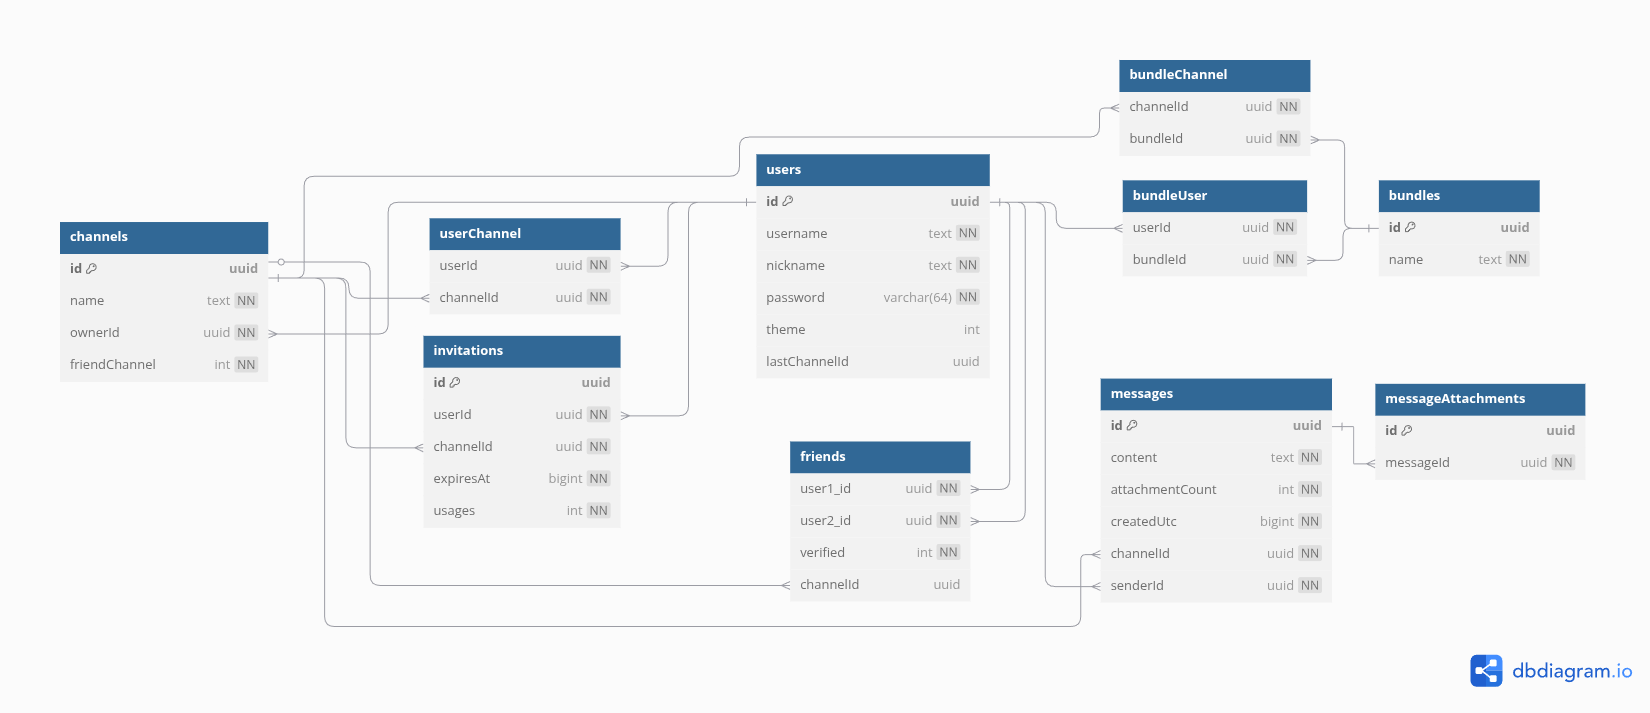 channels
id uuid
name text NN
ownerId uuid NN
friendChannel int NN
userChannel
userId uuid NN
channelId uuid NN
invitations
id uuid
userId uuid NN
channelId uuid NN
expiresAt bigint NN
usages int NN
users
id uuid
username text NN
nickname text NN
password varchar(64) NN
theme int
lastChannelId uuid
friends
user1_id uuid NN
user2_id uuid NN
verified int NN
channelId uuid
bundleChannel
channelId uuid NN
bundleId uuid NN
bundleUser
userId uuid NN
bundleId uuid NN
bundles
id uuid
name text NN
messages
id uuid
content text NN
attachmentCount int NN
createdUtc bigint NN
channelId uuid NN
senderId uuid NN
messageAttachments
id uuid
messageId uuid NN
dbdiagram.io